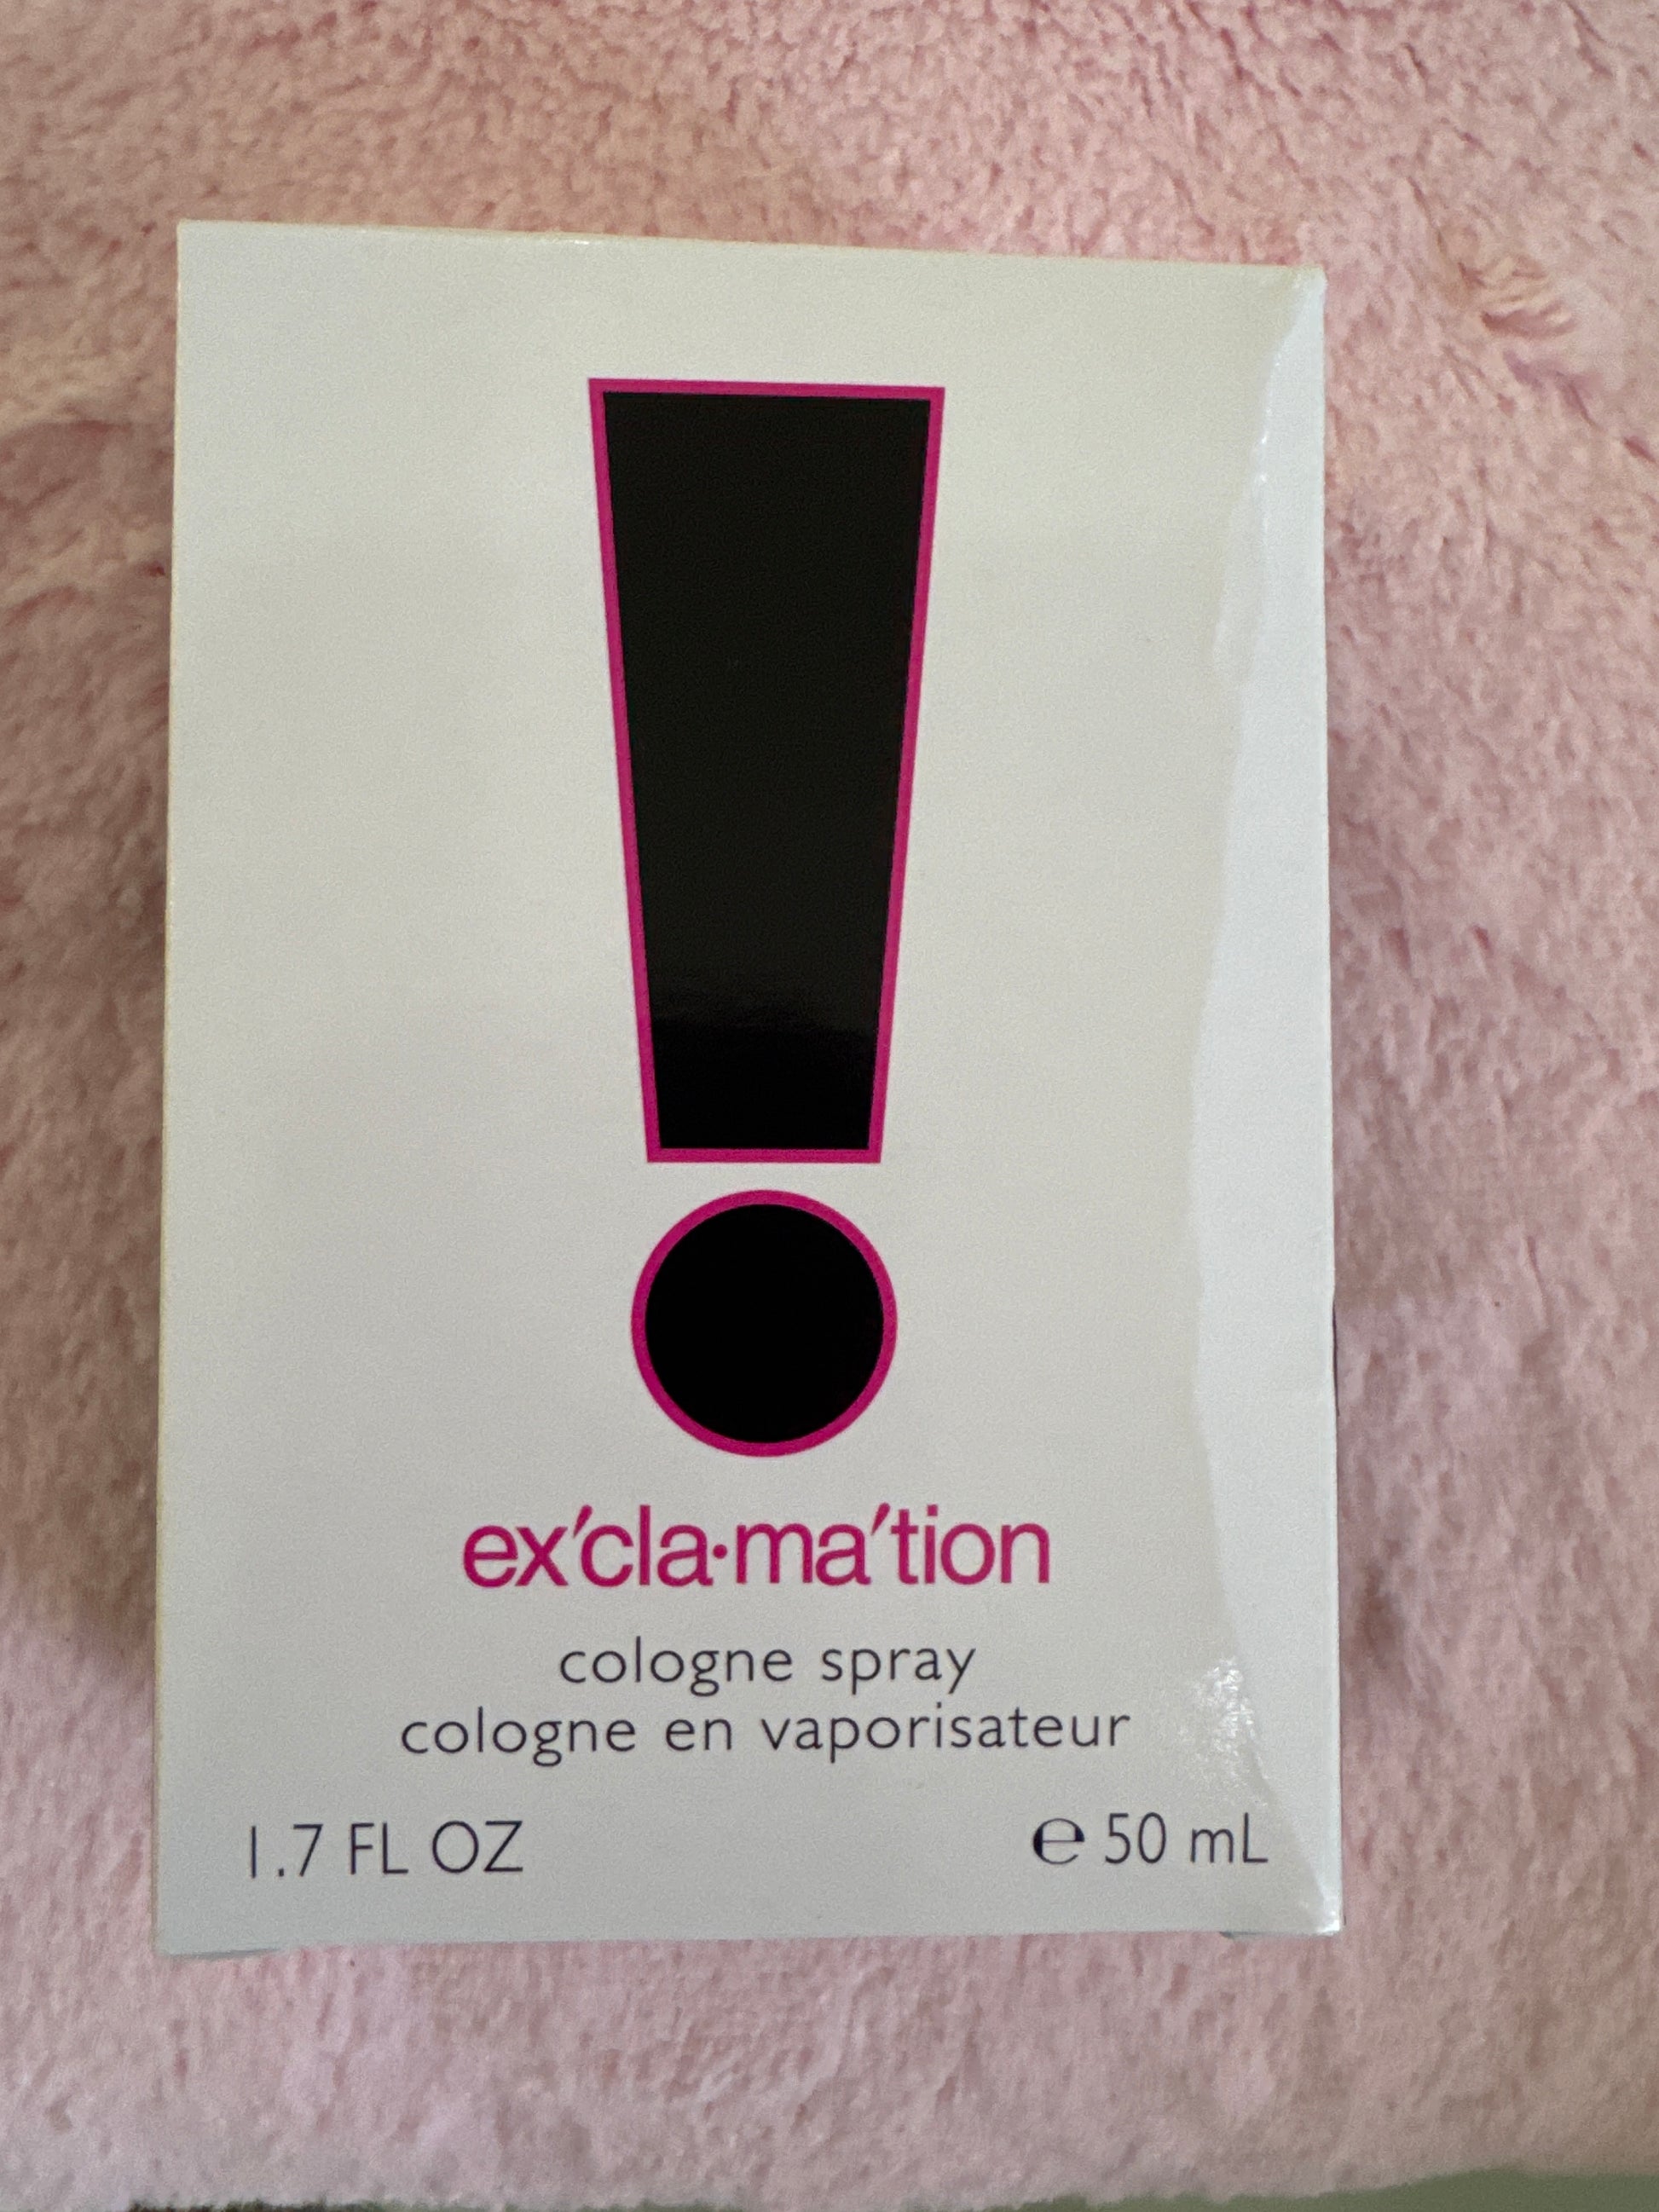 !
ex′cla·ma′tion
cologne spray
cologne en vaporisateur
1.7 FL OZ
℮ 50 mL